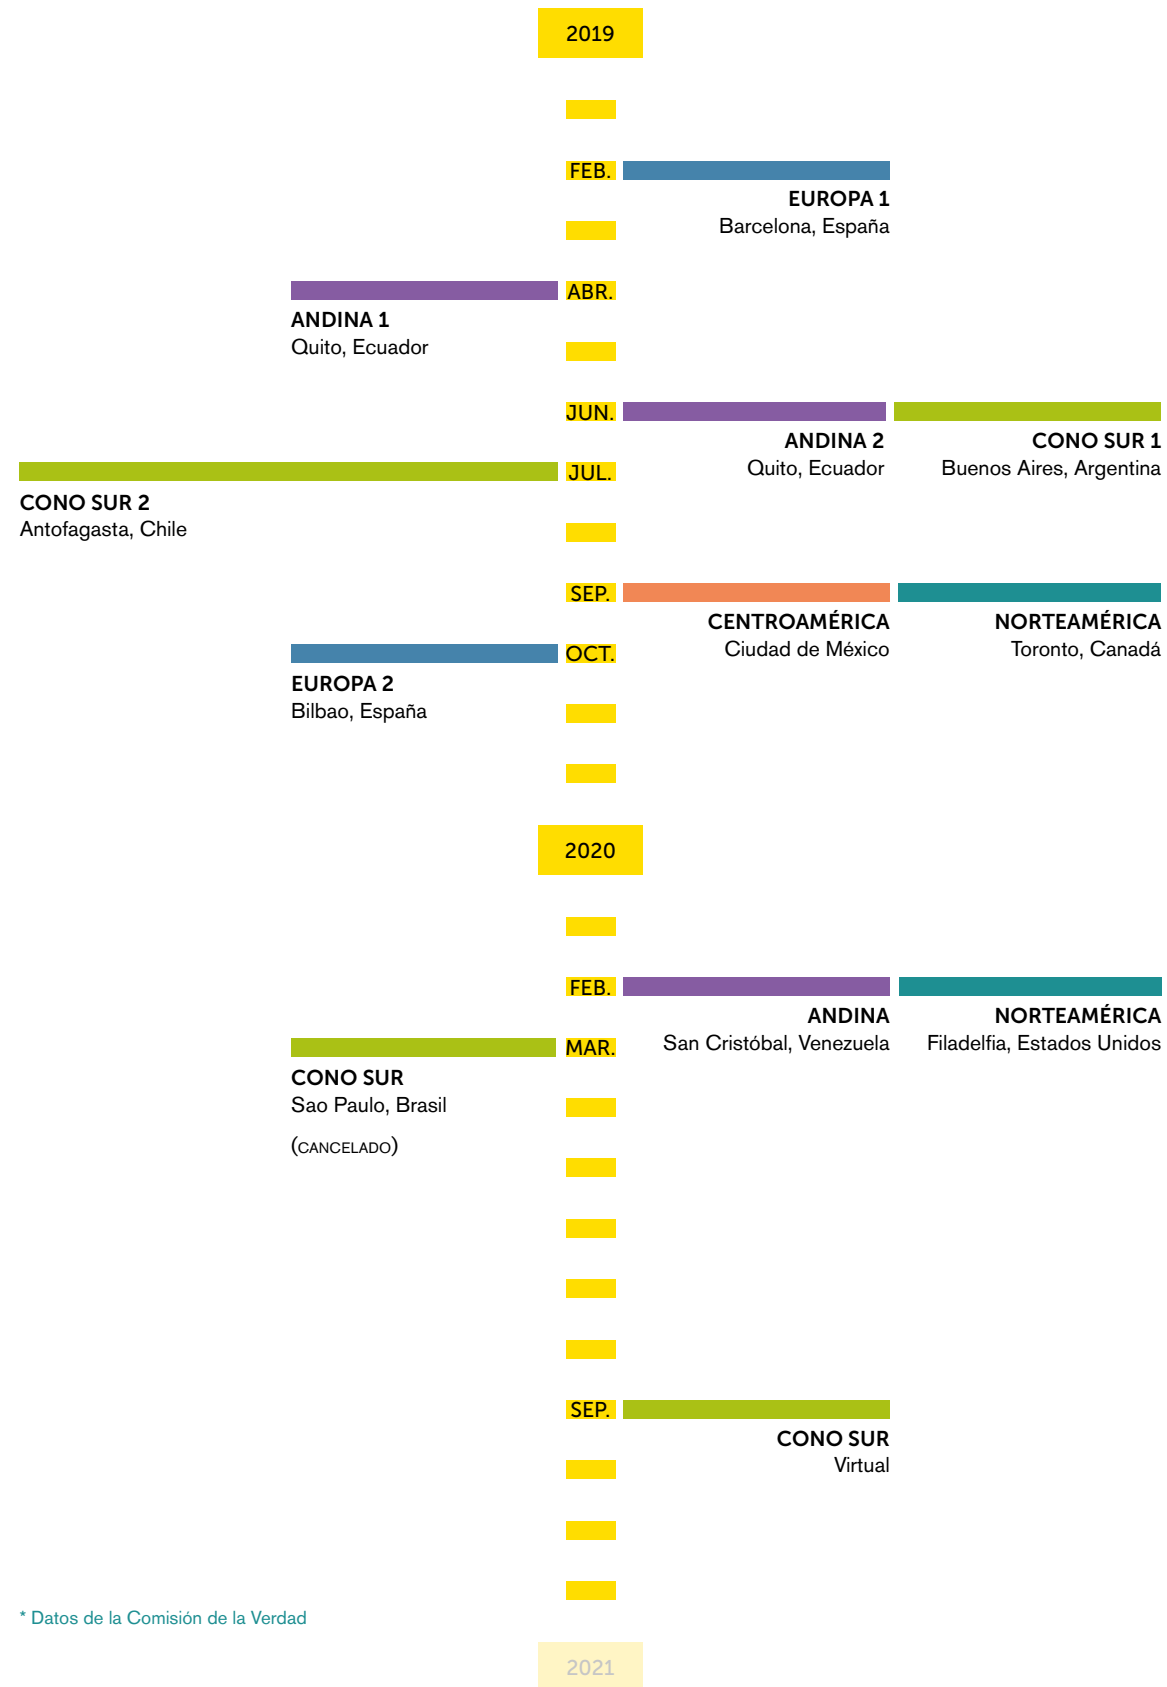 2019
FEB.
EUROPA 1
Barcelona, España
ABR.
ANDINA 1
Quito, Ecuador
JUN.
ANDINA 2
Quito, Ecuador
CONO SUR 1
Buenos Aires, Argentina
JUL.
CONO SUR 2
Antofagasta, Chile
SEP.
CENTROAMÉRICA
Ciudad de México
NORTEAMÉRICA
Toronto, Canadá
OCT.
EUROPA 2
Bilbao, España
2020
FEB.
ANDINA
San Cristóbal, Venezuela
NORTEAMÉRICA
Filadelfia, Estados Unidos
MAR.
CONO SUR
Sao Paulo, Brasil
(CANCELADO)
SEP.
CONO SUR
Virtual
* Datos de la Comisión de la Verdad
2021